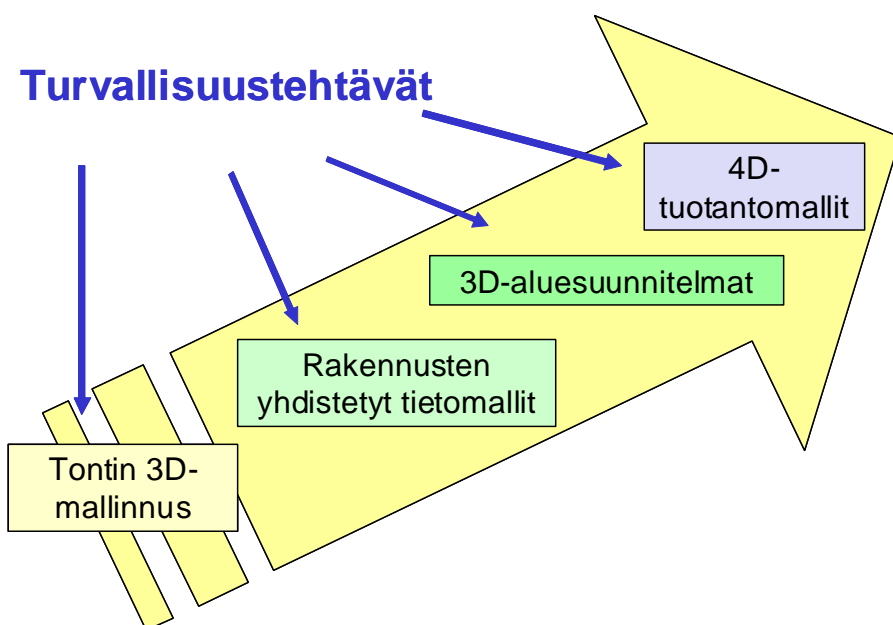 Turvallisuustehtävät
4D-
tuotantomallit
3D-aluesuunnitelmat
Rakennusten
yhdistetyt tietomallit
Tontin 3D-
mallinnus